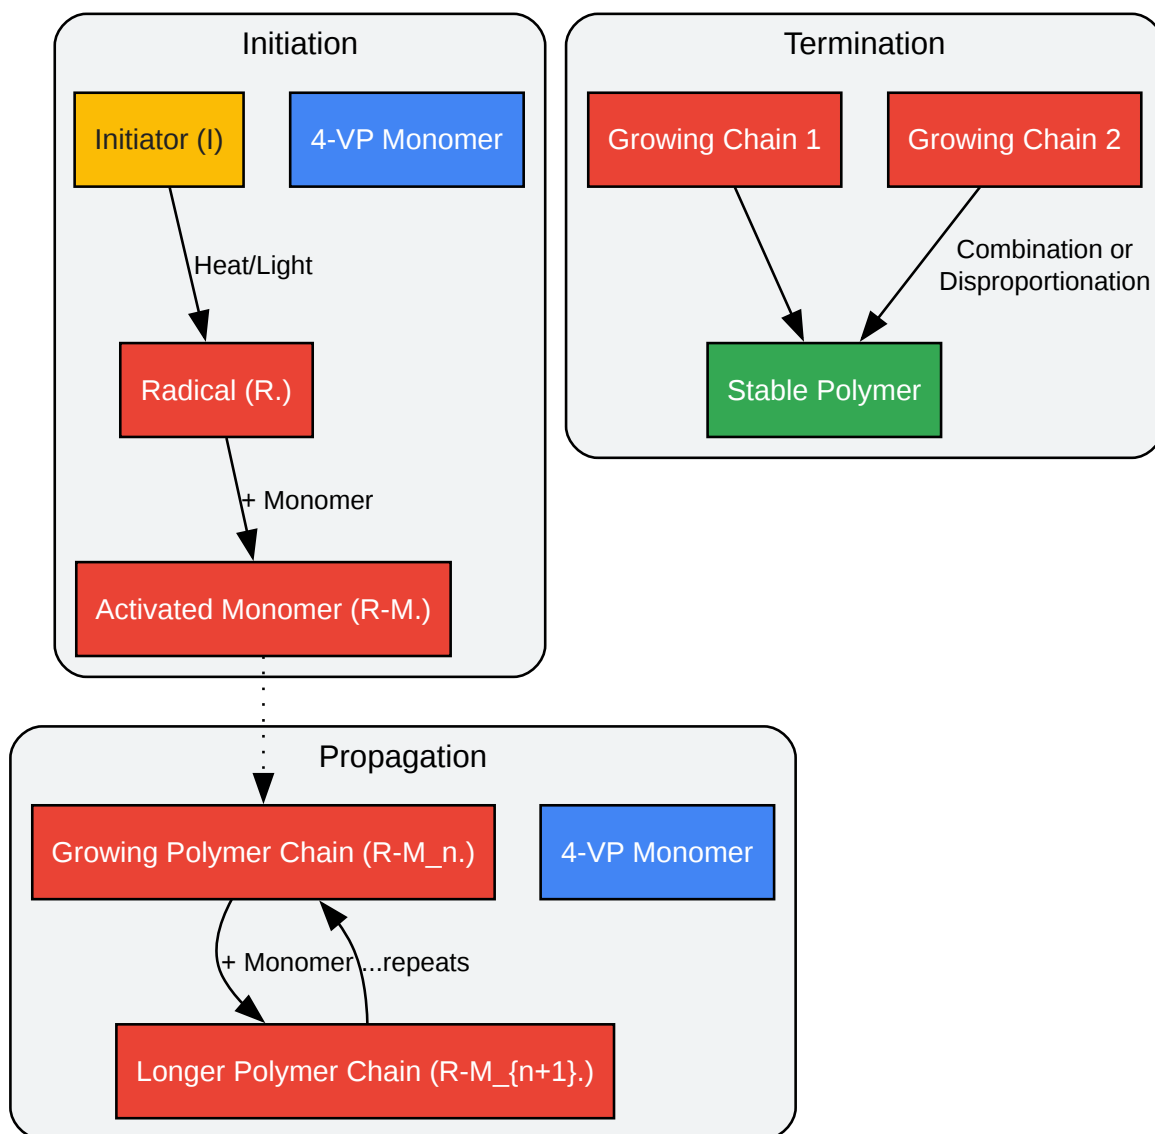 Initiation
Initiator (I)
4-VP Monomer
Heat/Light
Radical (R.)
+ Monomer
Activated Monomer (R-M.)
Termination
Growing Chain 1
Growing Chain 2
Combination or
Disproportionation
Stable Polymer
Propagation
Growing Polymer Chain (R-M_n.)
4-VP Monomer
+ Monomer
...repeats
Longer Polymer Chain (R-M_{n+1}.)